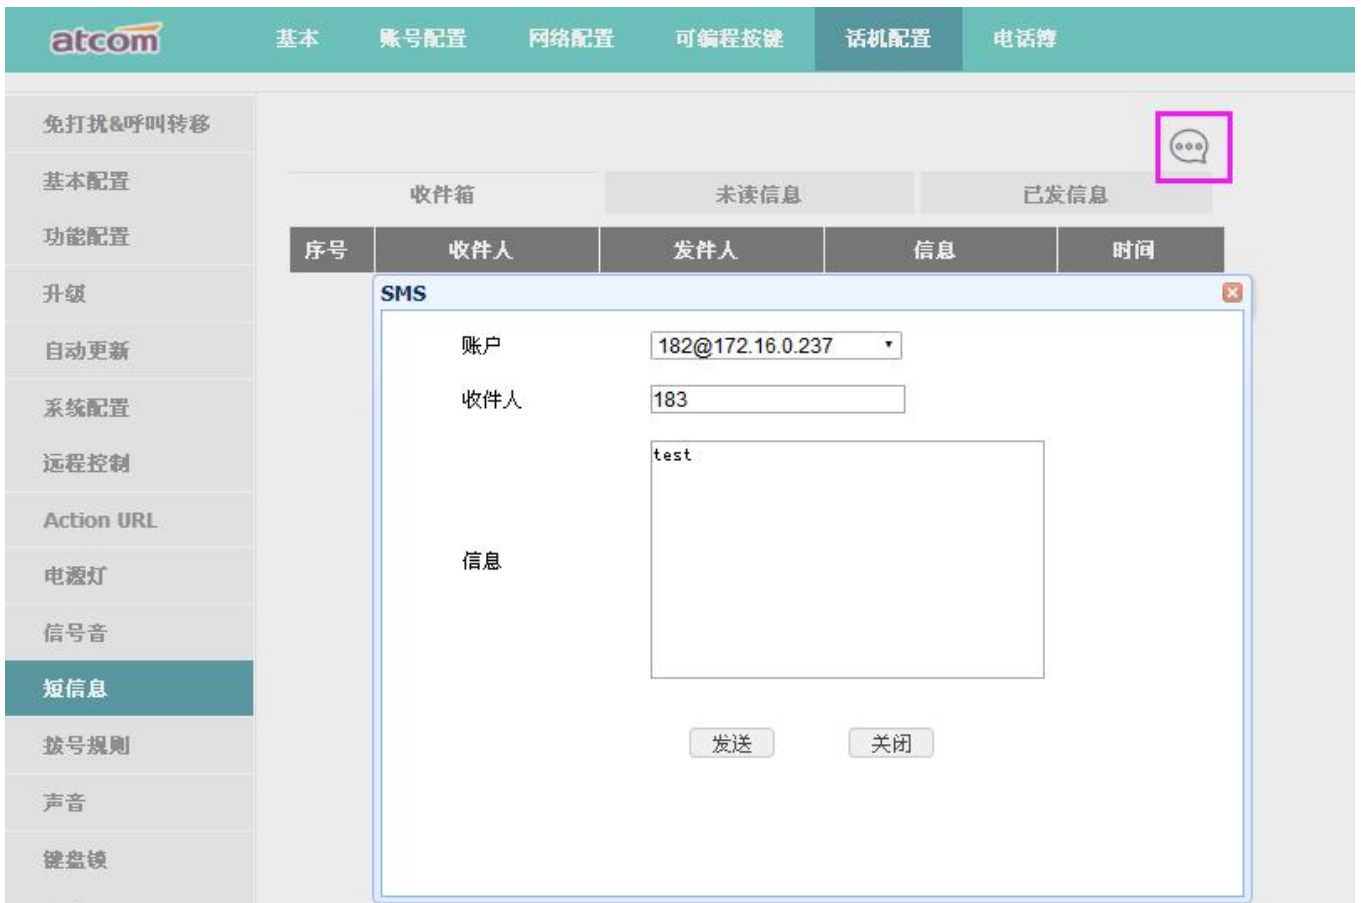 atcom 基本 账号配置 网络配置 可编程按键 话机配置 电话簿
免打扰&呼叫转移
基本配置
功能配置
升级
自动更新
系统配置
远程控制
Action URL
电源灯
信号音
短信息
拨号规则
声音
键盘锁
收件箱 未读信息 已发信息
序号 收件人 发件人 信息 时间
SMS
账户 182@172.16.0.237
收件人 183
信息 test
发送 关闭